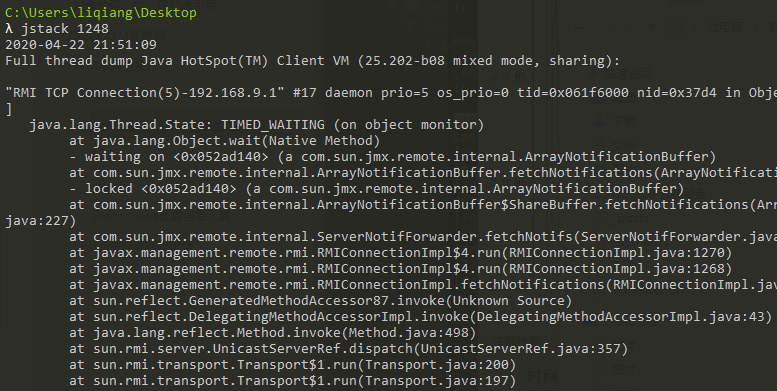 C:\Users\liqiang\Desktop
λ jstack 1248
2020-04-22 21:51:09
Full thread dump Java HotSpot(TM) Client VM (25.202-b08 mixed mode, sharing):
"RMI TCP Connection(5)-192.168.9.1" #17 daemon prio=5 os_prio=0 tid=0x061f6000 nid=0x37d4 in Obje
]
java.lang.Thread.State: TIMED_WAITING (on object monitor)
at java.lang.Object.wait(Native Method)
- waiting on <0x052ad140> (a com.sun.jmx.remote.internal.ArrayNotificationBuffer)
at com.sun.jmx.remote.internal.ArrayNotificationBuffer.fetchNotifications(ArrayNotificati
- locked <0x052ad140> (a com.sun.jmx.remote.internal.ArrayNotificationBuffer)
at com.sun.jmx.remote.internal.ArrayNotificationBuffer$ShareBuffer.fetchNotifications(Arr
java:227)
at com.sun.jmx.remote.internal.ServerNotifForwarder.fetchNotifs(ServerNotifForwarder.java
at javax.management.remote.rmi.RMIConnectionImpl$4.run(RMIConnectionImpl.java:1270)
at javax.management.remote.rmi.RMIConnectionImpl$4.run(RMIConnectionImpl.java:1268)
at javax.management.remote.rmi.RMIConnectionImpl.fetchNotifications(RMIConnectionImpl.jav
at sun.reflect.GeneratedMethodAccessor87.invoke(Unknown Source)
at sun.reflect.DelegatingMethodAccessorImpl.invoke(DelegatingMethodAccessorImpl.java:43)
at java.lang.reflect.Method.invoke(Method.java:498)
at sun.rmi.server.UnicastServerRef.dispatch(UnicastServerRef.java:357)
at sun.rmi.transport.Transport$1.run(Transport.java:200)
at sun.rmi.transport.Transport$1.run(Transport.java:197)